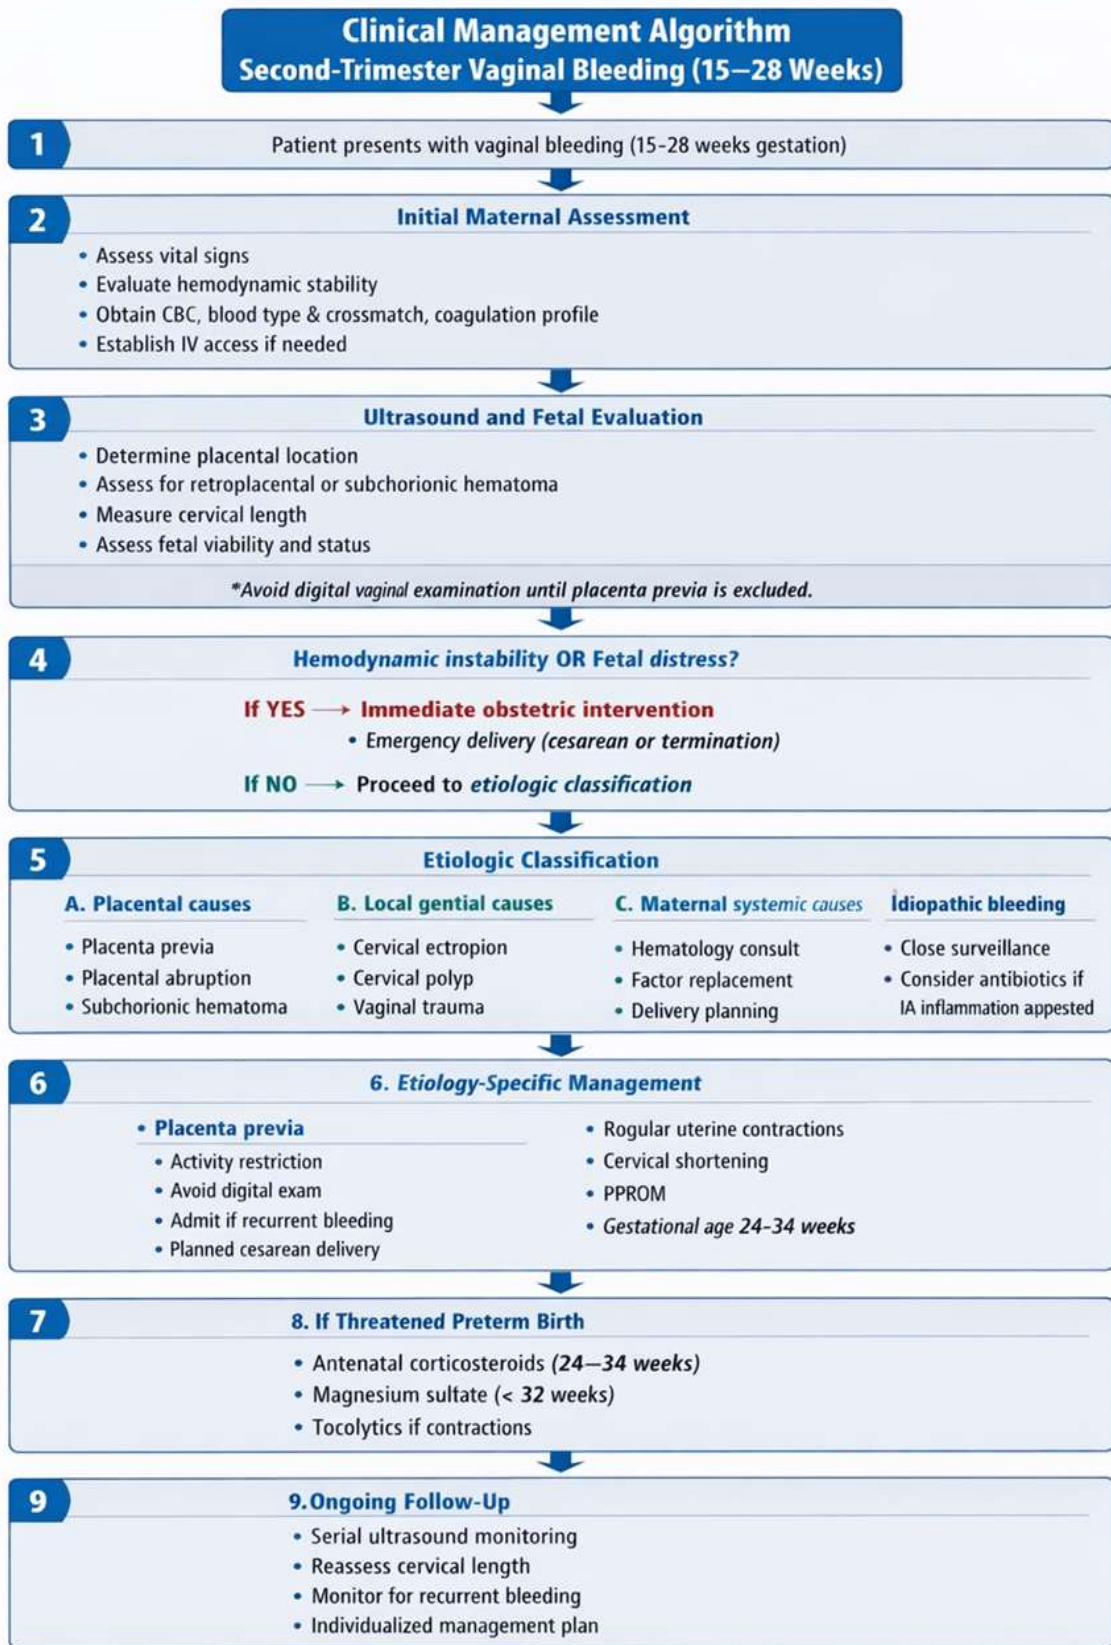 Clinical Management Algorithm
Second-Trimester Vaginal Bleeding (15–28 Weeks)
1
Patient presents with vaginal bleeding (15-28 weeks gestation)
2
Initial Maternal Assessment
• Assess vital signs
• Evaluate hemodynamic stability
• Obtain CBC, blood type & crossmatch, coagulation profile
• Establish IV access if needed
3
Ultrasound and Fetal Evaluation
• Determine placental location
• Assess for retroplacental or subchorionic hematoma
• Measure cervical length
• Assess fetal viability and status
*Avoid digital vaginal examination until placenta previa is excluded.
4
Hemodynamic instability OR Fetal distress?
If YES → Immediate obstetric intervention
• Emergency delivery (cesarean or termination)
If NO → Proceed to etiologic classification
5
Etiologic Classification
A. Placental causes
• Placenta previa
• Placental abruption
• Subchorionic hematoma
B. Local gential causes
• Cervical ectropion
• Cervical polyp
• Vaginal trauma
C. Maternal systemic causes
• Hematology consult
• Factor replacement
• Delivery planning
Idiopathic bleeding
• Close surveillance
• Consider antibiotics if
IA inflammation appested
6
6. Etiology-Specific Management
• Placenta previa
• Activity restriction
• Avoid digital exam
• Admit if recurrent bleeding
• Planned cesarean delivery
• Rogular uterine contractions
• Cervical shortening
• PPROM
• Gestational age 24-34 weeks
7
8. If Threatened Preterm Birth
• Antenatal corticosteroids (24—34 weeks)
• Magnesium sulfate (< 32 weeks)
• Tocolytics if contractions
9
9.Ongoing Follow-Up
• Serial ultrasound monitoring
• Reassess cervical length
• Monitor for recurrent bleeding
• Individualized management plan